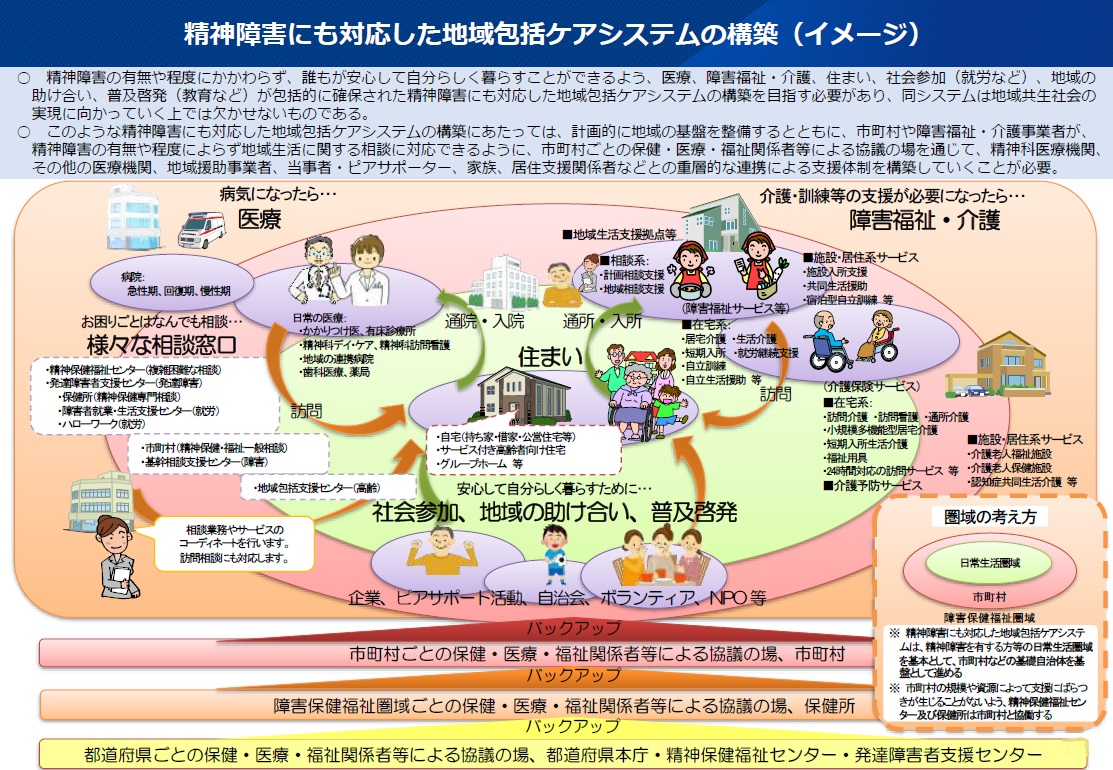 精神障害にも対応した地域包括ケアシステムの構築（イメージ）
○　精神障害の有無や程度にかかわらず、誰もが安心して自分らしく暮らすことができるよう、医療、障害福祉・介護、住まい、社会参加（就労など）、地域の
助け合い、普及啓発（教育など）が包括的に確保された精神障害にも対応した地域包括ケアシステムの構築を目指す必要があり、同システムは地域共生社会の
実現に向かっていく上では欠かせないものである。
○　このような精神障害にも対応した地域包括ケアシステムの構築にあたっては、計画的に地域の基盤を整備するとともに、市町村や障害福祉・介護事業者が、
精神障害の有無や程度によらず地域生活に関する相談に対応できるように、市町村ごとの保健・医療・福祉関係者等による協議の場を通じて、精神科医療機関、
その他の医療機関、地域援助事業者、当事者・ピアサポーター、家族、居住支援関係者などとの重層的な連携による支援体制を構築していくことが必要。
病気になったら･･･
医療
病院：
急性期、回復期、慢性期
日常の医療：
・かかりつけ医、有床診療所
・精神科デイ・ケア、精神科訪問看護
・地域の連携病院
・歯科医療、薬局
通院・入院
通所・入所
介護・訓練等の支援が必要になったら･･･
障害福祉・介護
■地域生活支援拠点等
■相談系：
・計画相談支援
・地域相談支援
（障害福祉サービス等）
■在宅系：
・居宅介護　・生活介護
・短期入所　・就労継続支援
・自立訓練
・自立生活援助 等
■施設・居住系サービス
・施設入所支援
・共同生活援助
・宿泊型自立訓練 等
（介護保険サービス）
■在宅系：
・訪問介護　・訪問看護　・通所介護
・小規模多機能型居宅介護
・短期入所生活介護
・福祉用具
・24時間対応の訪問サービス 等
■介護予防サービス
■施設・居住系サービス
・介護老人福祉施設
・介護老人保健施設
・認知症共同生活介護 等
お困りごとはなんでも相談･･･
様々な相談窓口
・精神保健福祉センター（複雑困難な相談）
・発達障害者支援センター（発達障害）
・保健所（精神保健専門相談）
・障害者就業・生活支援センター（就労）
・ハローワーク（就労）
・市町村（精神保健・福祉一般相談）
・基幹相談支援センター（障害）
・地域包括支援センター（高齢）
相談業務やサービスの
コーディネートを行います。
訪問相談にも対応します。
訪問
訪問
住まい
・自宅（持ち家・借家・公営住宅等）
・サービス付き高齢者向け住宅
・グループホーム 等
安心して自分らしく暮らすために･･･
社会参加、地域の助け合い、普及啓発
企業、ピアサポート活動、自治会、ボランティア、NPO 等
圏域の考え方
日常生活圏域
市町村
障害保健福祉圏域
※　精神障害にも対応した地域包括ケアシステ
ムは、精神障害を有する方等の日常生活圏域
を基本として、市町村などの基礎自治体を基
盤として進める
※　市町村の規模や資源によって支援にばらつ
きが生じることがないよう、精神保健福祉セン
ター及び保健所は市町村と協働する
バックアップ
市町村ごとの保健・医療・福祉関係者等による協議の場、市町村
バックアップ
障害保健福祉圏域ごとの保健・医療・福祉関係者等による協議の場、保健所
バックアップ
都道府県ごとの保健・医療・福祉関係者等による協議の場、都道府県本庁・精神保健福祉センター・発達障害者支援センター